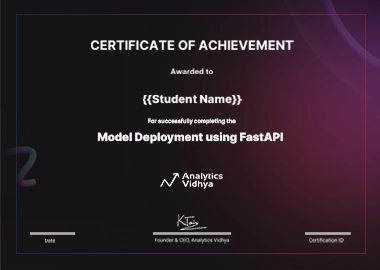 CERTIFICATE OF ACHIEVEMENT
Awarded to
{{Student Name}}
For successfully completing the
Model Deployment using FastAPI
Analytics
Vidhya
Date
Founder & CEO, Analytics Vidhya
Certification ID